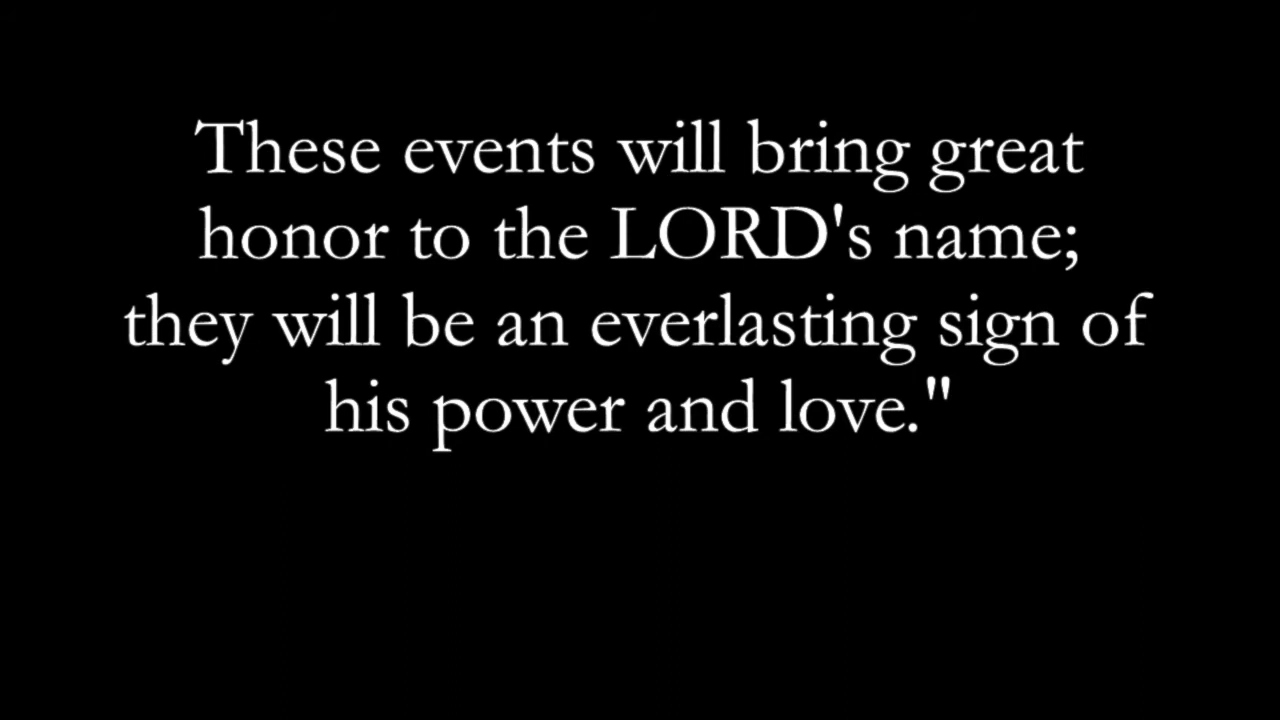 These events will bring great
honor to the LORD's name;
they will be an everlasting sign of
his power and love."